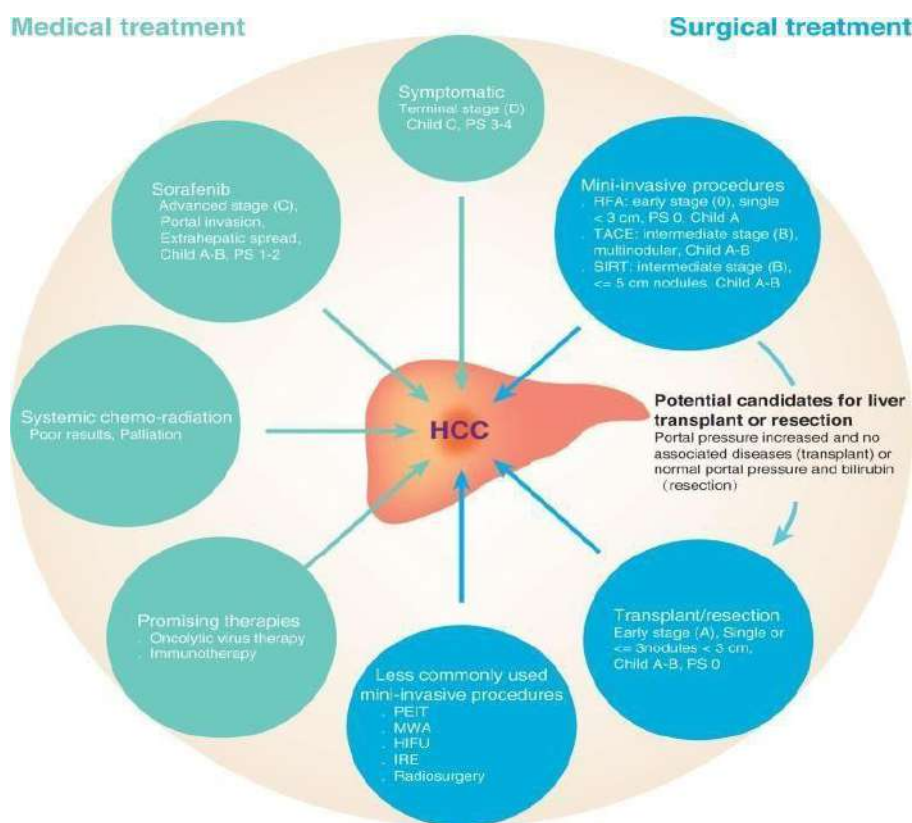 Medical treatment
Surgical treatment
Symptomatic
Terminal stage (D)
Child C, PS 3-4
Sorafenib
Advanced stage (C),
Portal invasion,
Extrahepatic spread,
Child A-B, PS 1-2
Mini-invasive procedures
. RFA: early stage (0), single
< 3 cm, PS 0, Child A
. TACE: intermediate stage (B),
multinodular, Child A-B
. SIRT: intermediate stage (B),
<= 5 cm nodules, Child A-B
Systemic chemo-radiation
Poor results, Palliation
HCC
Potential candidates for liver
transplant or resection
Portal pressure increased and no
associated diseases (transplant) or
normal portal pressure and bilirubin
(resection)
Promising therapies
. Oncolytic virus therapy
. Immunotherapy
Less commonly used
mini-invasive procedures
. PEIT
. MWA
. HIFU
. IRE
. Radiosurgery
Transplant/resection
Early stage (A), Single or
<= 3nodules < 3 cm,
Child A-B, PS 0